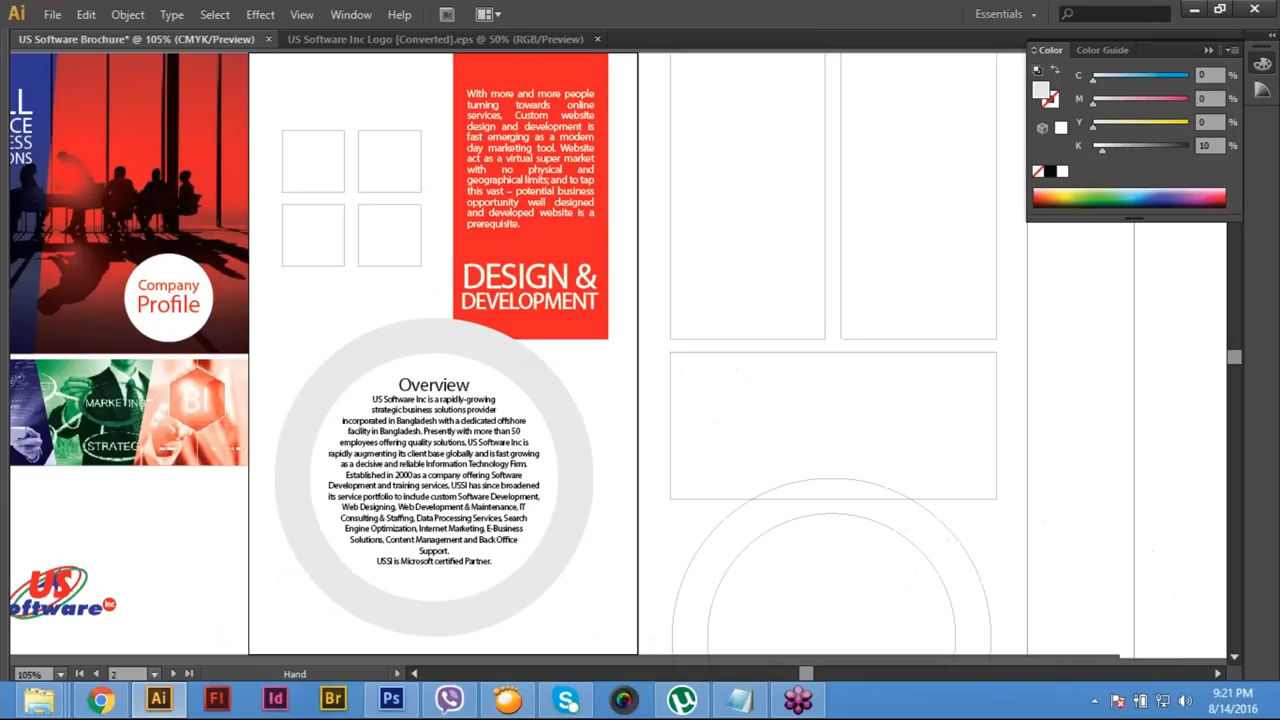 Ai File Edit Object Type Select Effect View Window Help Br Essentials
US Software Brochure* @ 105% (CMYK/Preview) × US Software Inc Logo [Converted].eps @ 50% (RGB/Preview) ×
Color Color Guide
C 0 %
M 0 %
Y 0 %
K 10 %
With more and more people
turning towards online
services, Custom website
design and development is
fast emerging as a modern
day marketing tool. Website
act as a virtual super market
with no physical and
geographical limits; and to tap
this vast – potential business
opportunity well designed
and developed website is a
prerequisite.
DESIGN &
DEVELOPMENT
Company
Profile
MARKETING
STRATEG
BI
Overview
US Software Inc is a rapidly-growing
strategic business solutions provider
incorporated in Bangladesh with a dedicated offshore
facility in Bangladesh. Presently with more than 50
employees offering quality solutions, US Software Inc is
rapidly augmenting its client base globally and is fast growing
as a decisive and reliable Information Technology Firm.
Established in 2000 as a company offering Software
Development and training services, USSI has since broadened
its service portfolio to include custom Software Development,
Web Designing, Web Development & Maintenance, IT
Consulting & Staffing, Data Processing Services, Search
Engine Optimization, Internet Marketing, E-Business
Solutions, Content Management and Back Office
Support.
USSI is Microsoft certified Partner.
US
oftware Inc
105% 2 Hand
Ai Fl Id Br Ps
9:21 PM
8/14/2016